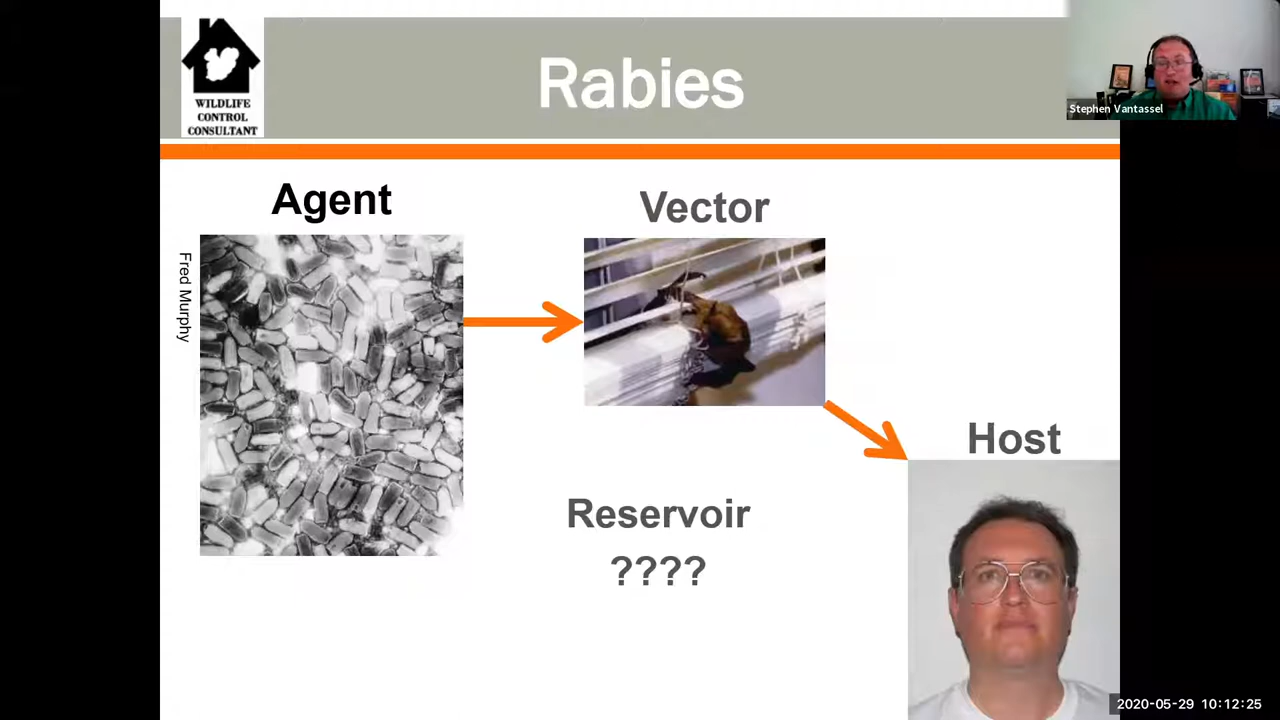 Rabies
WILDLIFE
CONTROL
CONSULTANT
Stephen Vantassel
Agent
Vector
Fred Murphy
Host
Reservoir
????
2020-05-29 10:12:25